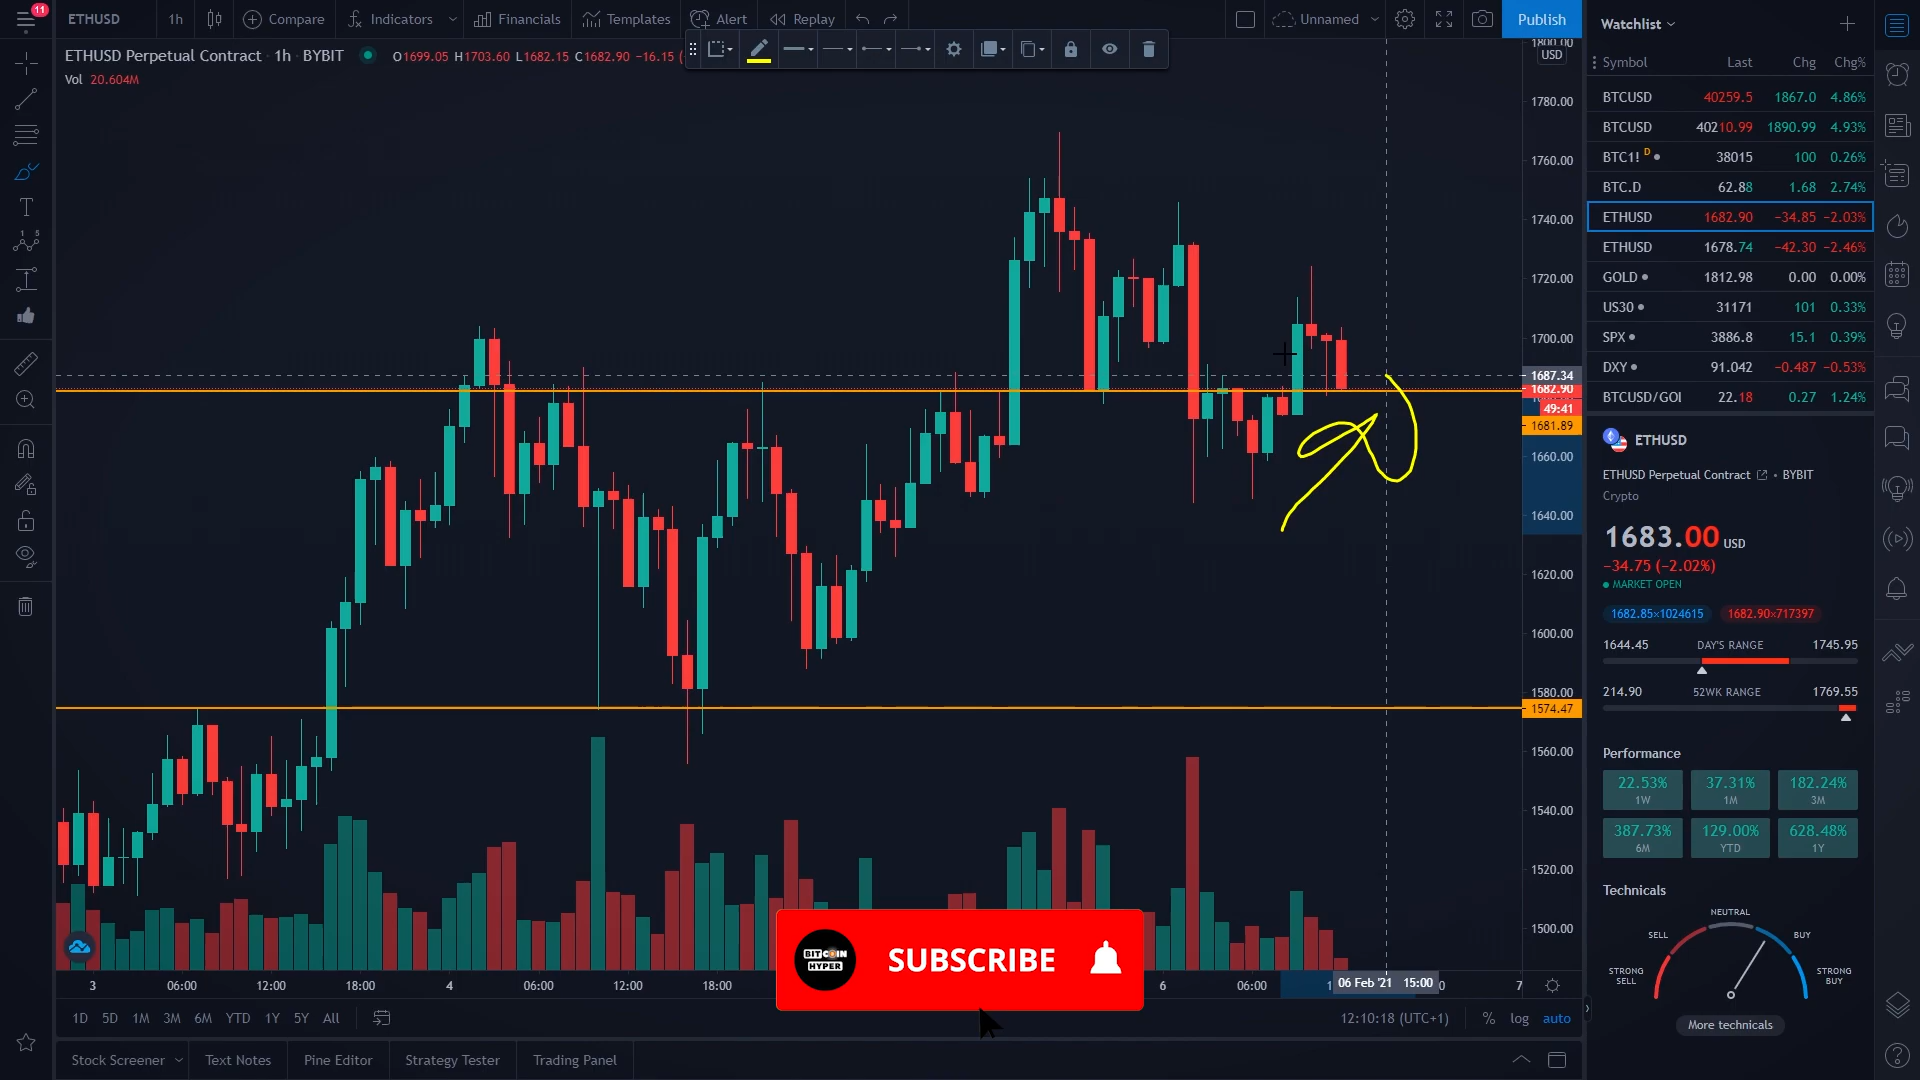 11
ETHUSD 1h Compare Indicators Financials Templates Alert Replay Unnamed Publish
ETHUSD Perpetual Contract · 1h · BYBIT O1699.05 H1703.60 L1682.15 C1682.90 −16.15
Vol 20.604M
1800.00
USD
1780.00
1760.00
1740.00
1720.00
1700.00
1687.34
1682.90
49:41
1681.89
1660.00
1640.00
1620.00
1600.00
1580.00
1574.47
1560.00
1540.00
1520.00
1500.00
BITCOIN HYPER
SUBSCRIBE
3 06:00 12:00 18:00 4 06:00 12:00 18:00 6 06:00 06 Feb '21 15:00 7
1D 5D 1M 3M 6M YTD 1Y 5Y All 12:10:18 (UTC+1) % log auto
Stock Screener Text Notes Pine Editor Strategy Tester Trading Panel
Watchlist
Symbol Last Chg Chg%
BTCUSD 40259.5 1867.0 4.86%
BTCUSD 40210.99 1890.99 4.93%
BTC1! D 38015 100 0.26%
BTC.D 62.88 1.68 2.74%
ETHUSD 1682.90 −34.85 −2.03%
ETHUSD 1678.74 −42.30 −2.46%
GOLD 1812.98 0.00 0.00%
US30 31171 101 0.33%
SPX 3886.8 15.1 0.39%
DXY 91.042 −0.487 −0.53%
BTCUSD/GOI 22.18 0.27 1.24%
ETHUSD
ETHUSD Perpetual Contract • BYBIT
Crypto
1683.00 USD
−34.75 (−2.02%)
MARKET OPEN
1682.85×1024615 1682.90×717397
1644.45 DAY'S RANGE 1745.95
214.90 52WK RANGE 1769.55
Performance
22.53% 37.31% 182.24%
1W 1M 3M
387.73% 129.00% 628.48%
6M YTD 1Y
Technicals
NEUTRAL
SELL BUY
STRONG SELL STRONG BUY
More technicals